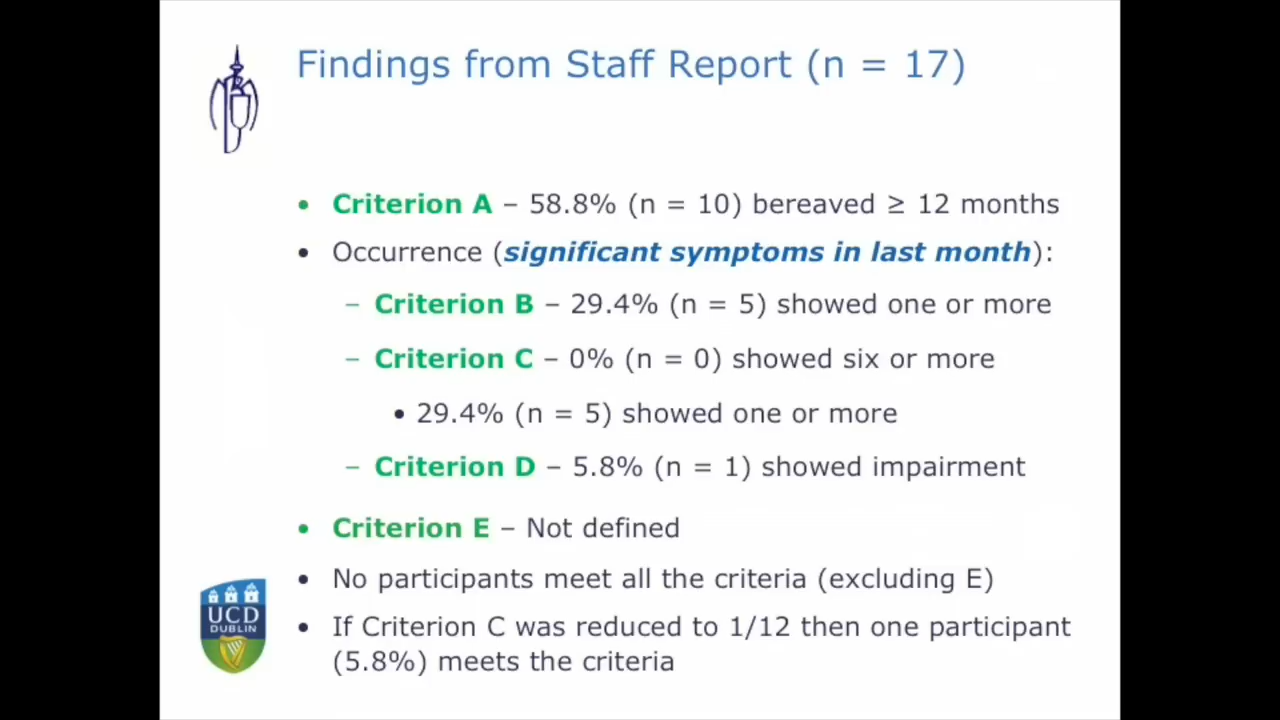 Findings from Staff Report (n = 17)
• Criterion A – 58.8% (n = 10) bereaved ≥ 12 months
• Occurrence (significant symptoms in last month):
– Criterion B – 29.4% (n = 5) showed one or more
– Criterion C – 0% (n = 0) showed six or more
• 29.4% (n = 5) showed one or more
– Criterion D – 5.8% (n = 1) showed impairment
• Criterion E – Not defined
• No participants meet all the criteria (excluding E)
• If Criterion C was reduced to 1/12 then one participant
(5.8%) meets the criteria
UCD
DUBLIN